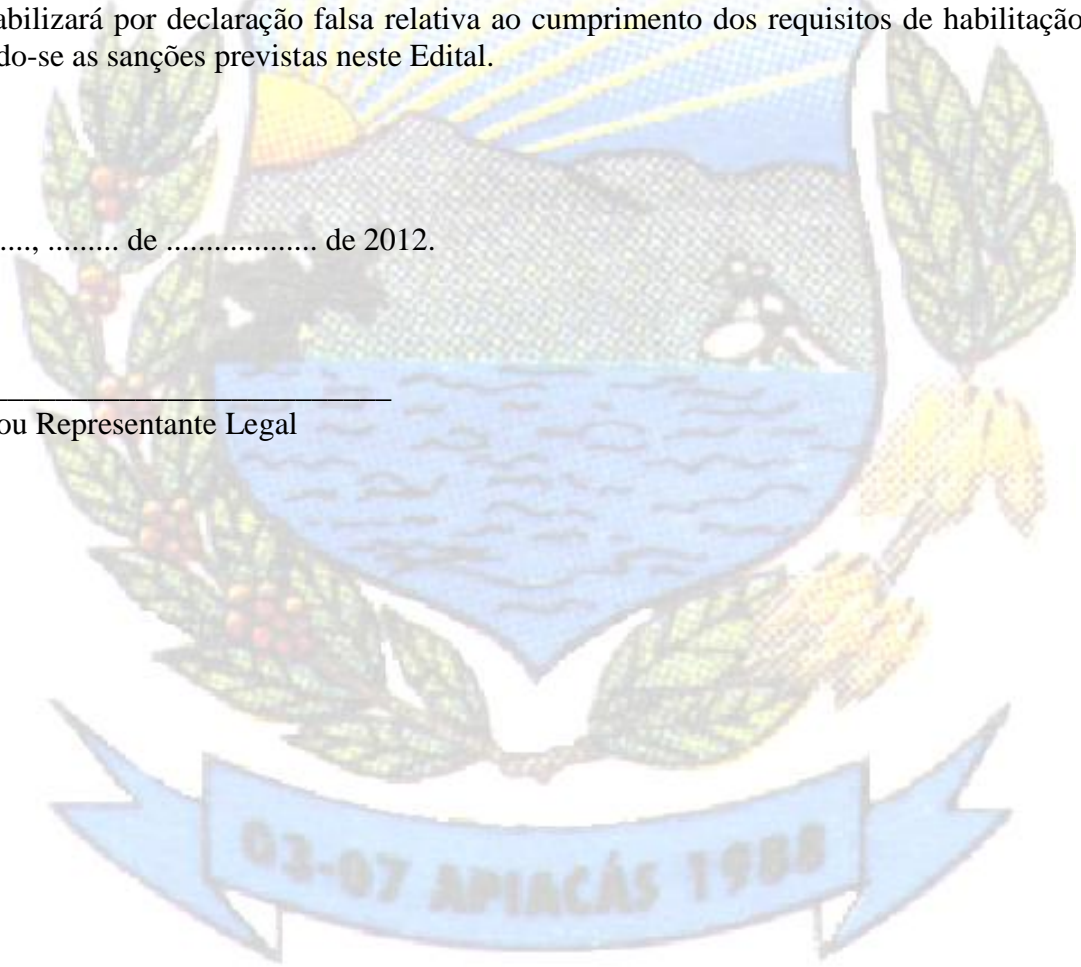 abilizará por declaração falsa relativa ao cumprimento dos requisitos de habilitação
do-se as sanções previstas neste Edital.
...., ......... de ................... de 2012.
___________________________
ou Representante Legal
03-07 APIACÁS 1988